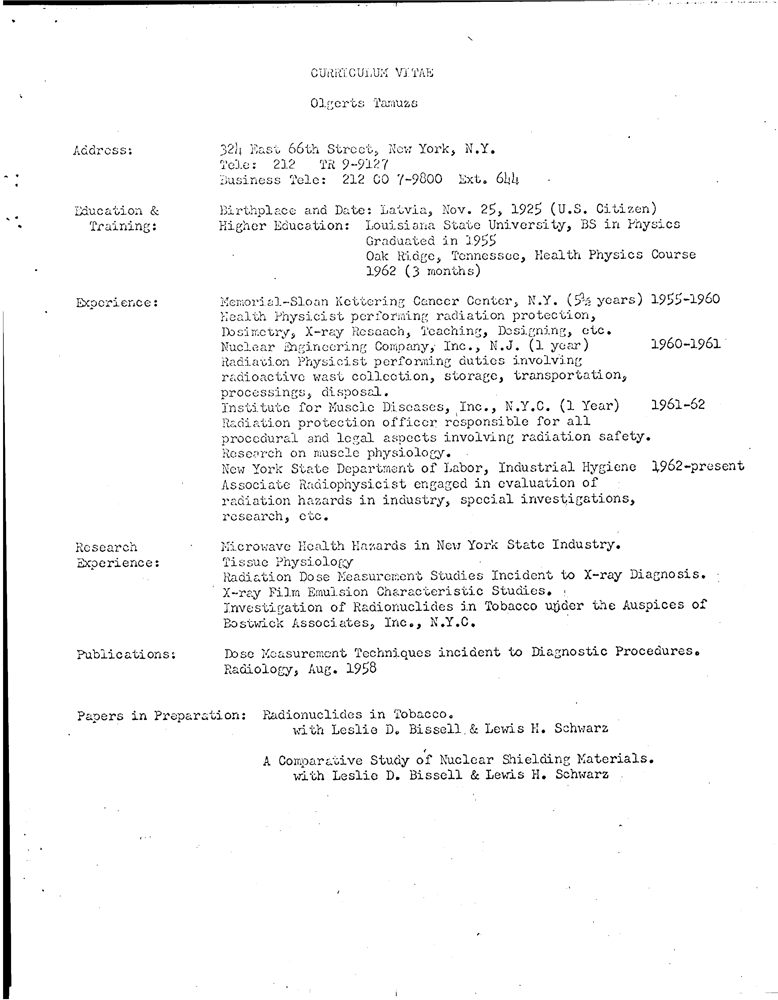 CURRICULUM VITAE
Olgerts Tamuzs
Address: 324 East 66th Street, New York, N.Y.
Tele: 212 TR 9-9127
Business Tele: 212 CO 7-9800 Ext. 644
Education & Birthplace and Date: Latvia, Nov. 25, 1925 (U.S. Citizen)
Training: Higher Education: Louisiana State University, BS in Physics
Graduated in 1955
Oak Ridge, Tennessee, Health Physics Course
1962 (3 months)
Experience: Memorial-Sloan Kettering Cancer Center, N.Y. (5½ years) 1955-1960
Health Physicist performing radiation protection,
Dosimetry, X-ray Reseach, Teaching, Designing, etc.
Nuclear Engineering Company, Inc., N.J. (1 year) 1960-1961
Radiation Physicist performing duties involving
radioactive wast collection, storage, transportation,
processings, disposal.
Institute for Muscle Diseases, Inc., N.Y.C. (1 Year) 1961-62
Radiation protection officer responsible for all
procedural and legal aspects involving radiation safety.
Research on muscle physiology.
New York State Department of Labor, Industrial Hygiene 1962-present
Associate Radiophysicist engaged in evaluation of
radiation hazards in industry, special investigations,
research, etc.
Research Microwave Health Hazards in New York State Industry.
Experience: Tissue Physiology
Radiation Dose Measurement Studies Incident to X-ray Diagnosis.
X-ray Film Emulsion Characteristic Studies.
Investigation of Radionuclides in Tobacco under the Auspices of
Bostwick Associates, Inc., N.Y.C.
Publications: Dose Measurement Techniques incident to Diagnostic Procedures.
Radiology, Aug. 1958
Papers in Preparation: Radionuclides in Tobacco.
with Leslie D. Bissell & Lewis H. Schwarz
A Comparative Study of Nuclear Shielding Materials.
with Leslie D. Bissell & Lewis H. Schwarz